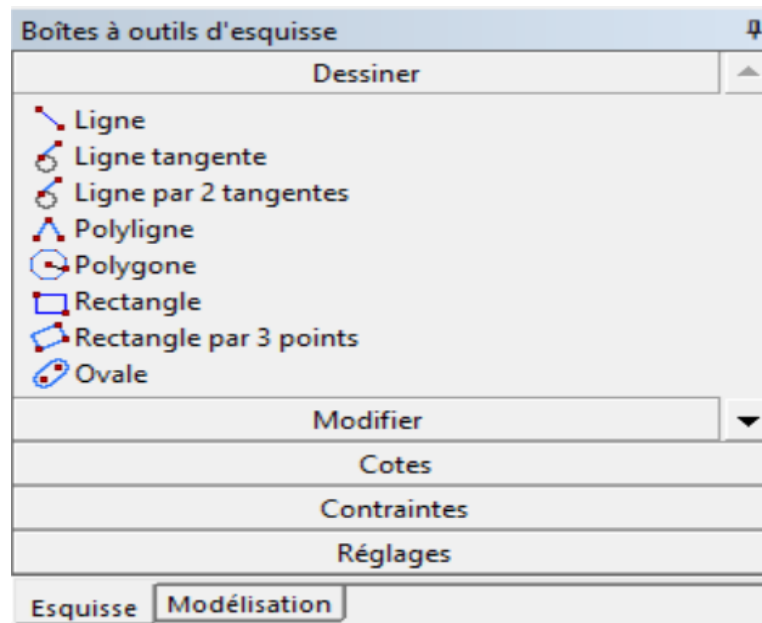 Boîtes à outils d'esquisse
Dessiner
Ligne
Ligne tangente
Ligne par 2 tangentes
Polyligne
Polygone
Rectangle
Rectangle par 3 points
Ovale
Modifier
Cotes
Contraintes
Réglages
Esquisse Modélisation